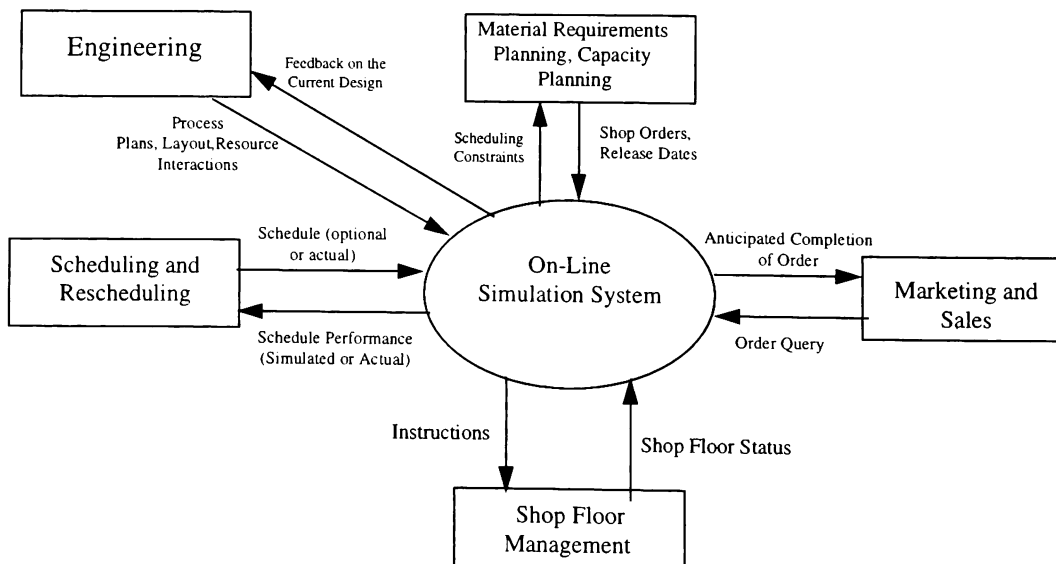 Engineering
Feedback on the
Current Design
Material Requirements
Planning, Capacity
Planning
Process
Plans, Layout,Resource
Interactions
Scheduling
Constraints
Shop Orders,
Release Dates
Scheduling and
Rescheduling
Schedule (optional
or actual)
Schedule Performance
(Simulated or Actual)
On-Line
Simulation System
Anticipated Completion
of Order
Order Query
Marketing and
Sales
Instructions
Shop Floor Status
Shop Floor
Management